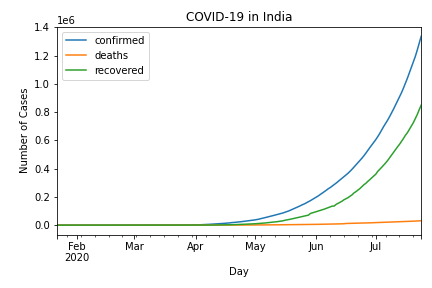 COVID-19 in India
1e6
1.4
1.2
1.0
0.8
0.6
0.4
0.2
0.0
Number of Cases
confirmed
deaths
recovered
Feb
2020
Mar
Apr
May
Jun
Jul
Day